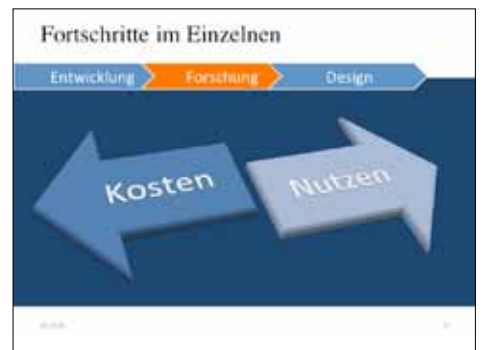 Fortschritte im Einzelnen
Entwicklung Forschung Design
Kosten Nutzen